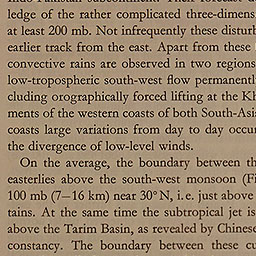 Indo-Pakistan subcontinent. Their forecast d
ledge of the rather complicated three-dimensi
at least 200 mb. Not infrequently these disturb
earlier track from the east. Apart from these
convective rains are observed in two regions
low-tropospheric south-west flow permanentl
cluding orographically forced lifting at the Kh
ments of the western coasts of both South-Asia
coasts large variations from day to day occur
the divergence of low-level winds.
On the average, the boundary between th
easterlies above the south-west monsoon (Fi
100 mb (7—16 km) near 30° N, i.e. just above
tains. At the same time the subtropical jet is
above the Tarim Basin, as revealed by Chinese
constancy. The boundary between these cu